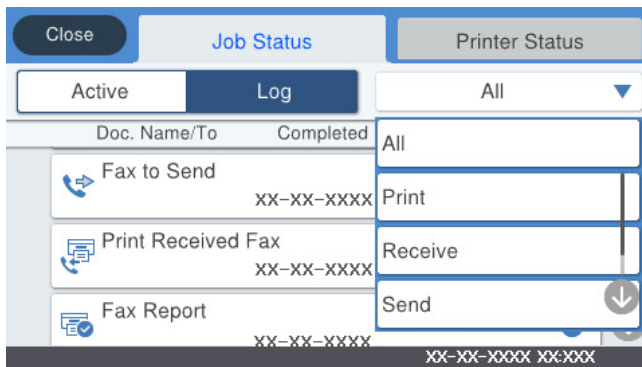 Close
Job Status
Printer Status
Active
Log
All
Doc. Name/To
Completed
All
Fax to Send
XX-XX-XXXX
Print
Print Received Fax
XX-XX-XXXX
Receive
Fax Report
XX-XX-XXXX
Send
XX-XX-XXXX XX:XXX